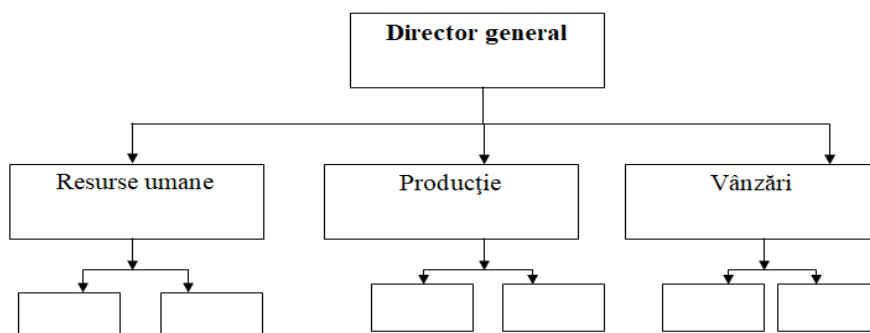 Director general
Resurse umane
Producţie
Vânzări